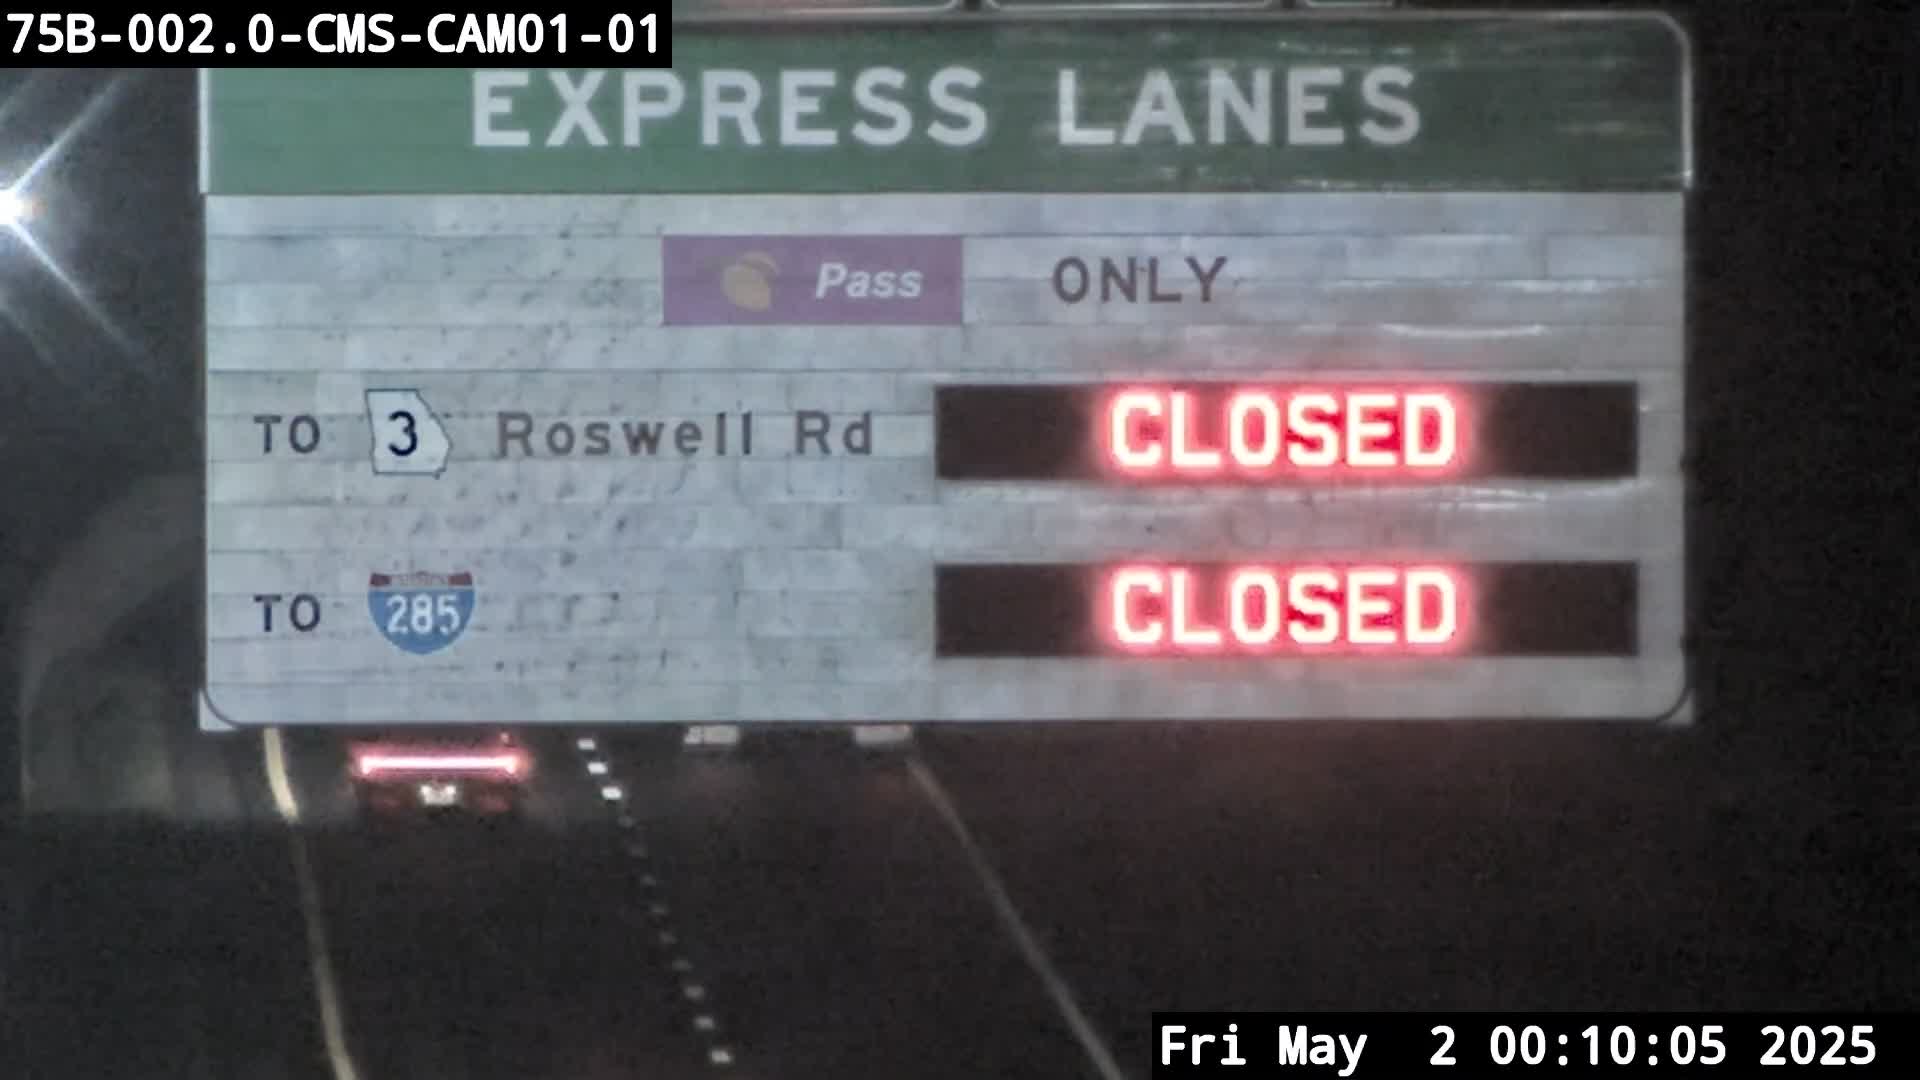 75B-002.0-CMS-CAM01-01
EXPRESS LANES
Pass ONLY
TO 3 Roswell Rd CLOSED
TO 285 CLOSED
Fri May 2 00:10:05 2025